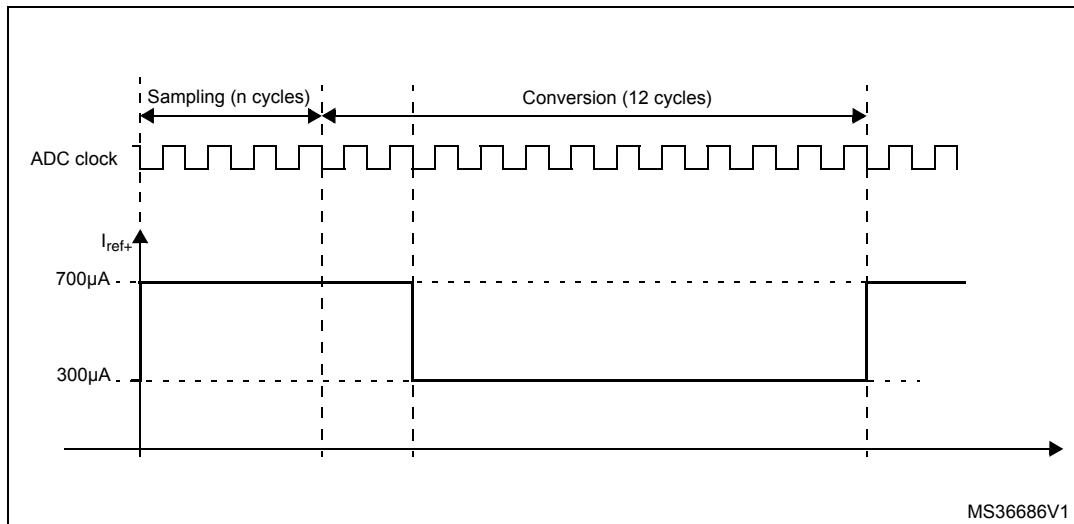 Sampling (n cycles)
Conversion (12 cycles)
ADC clock
Iref+
700µA
300µA
MS36686V1